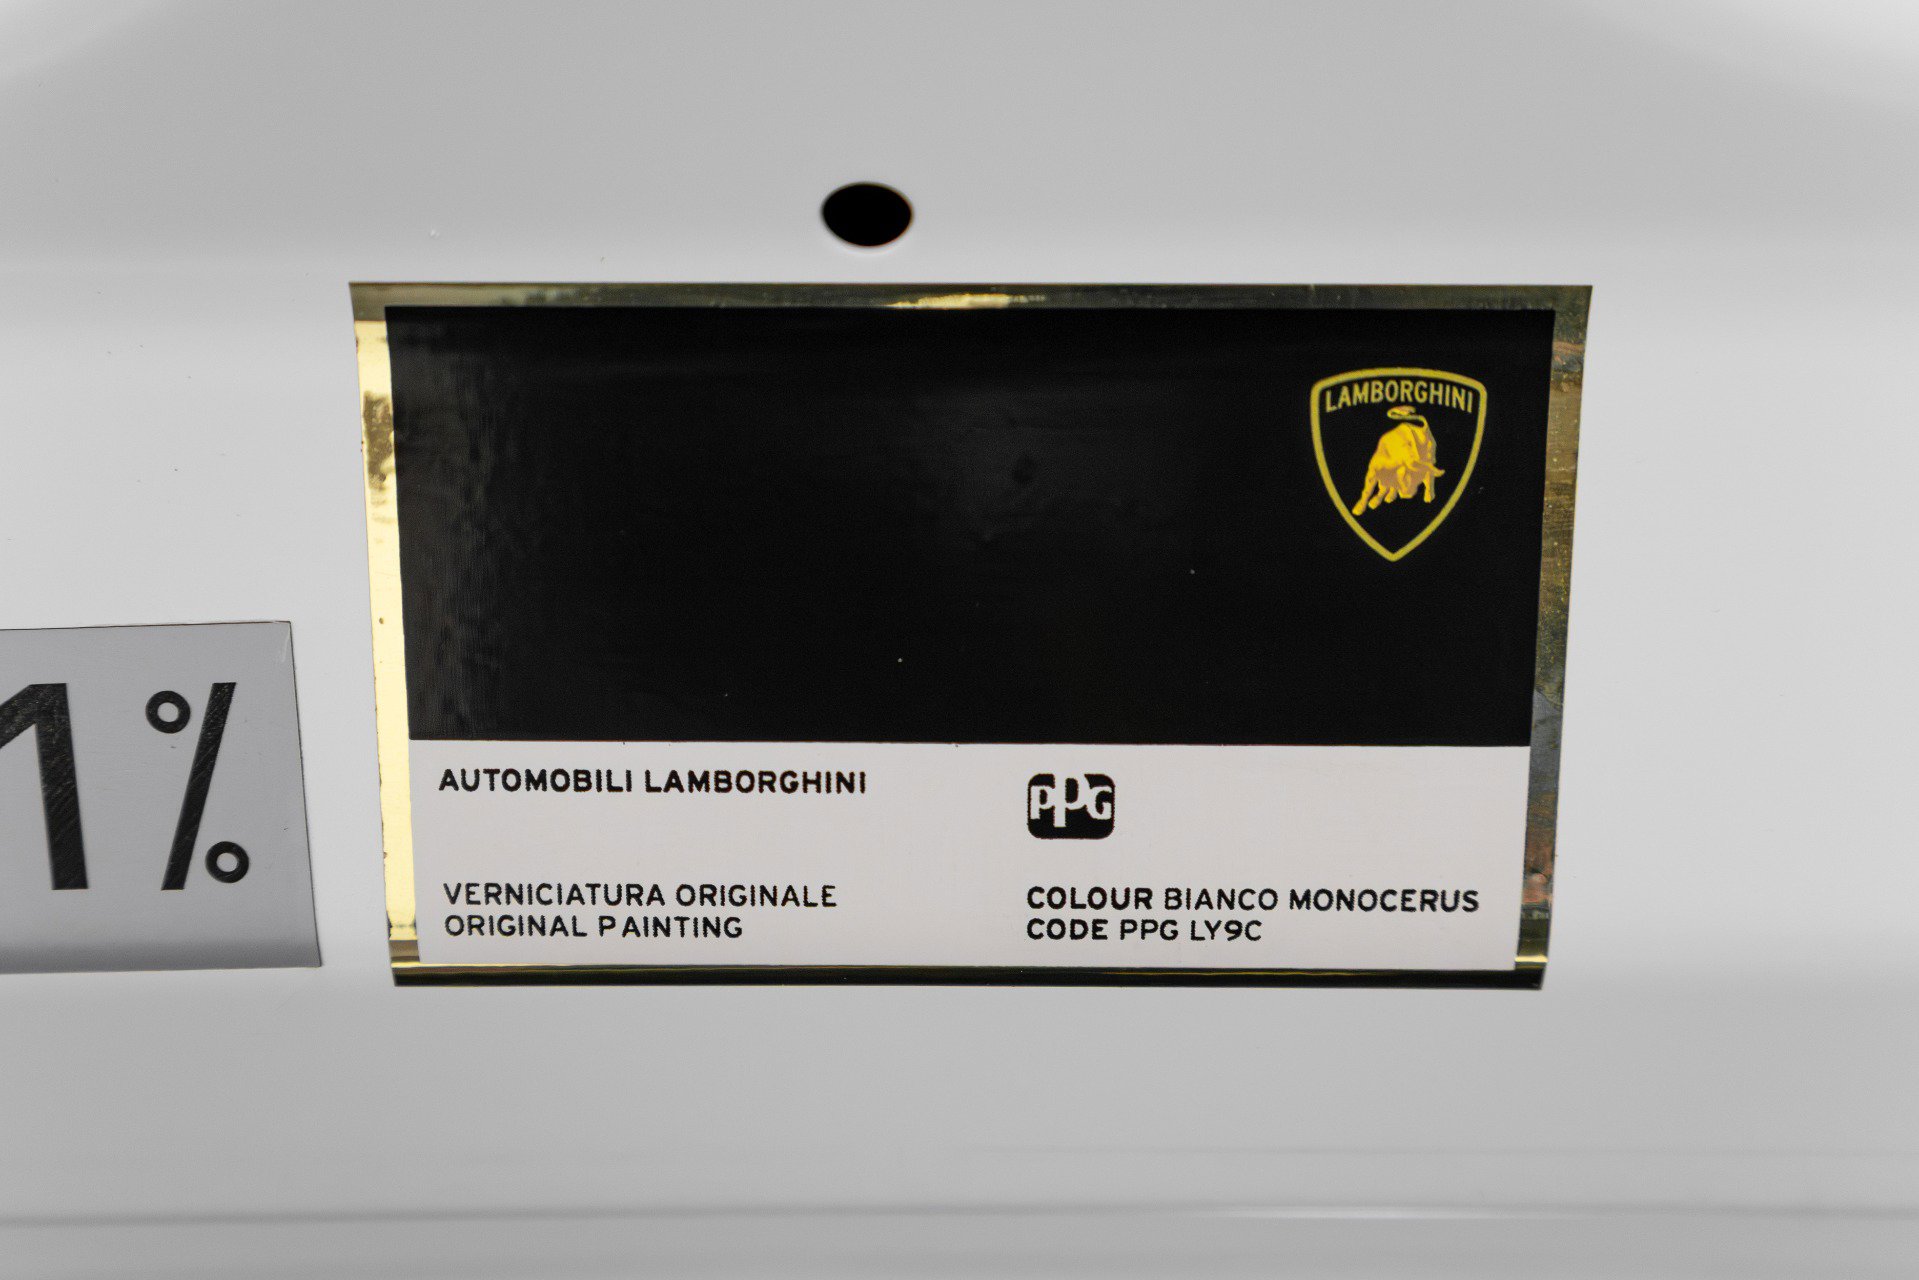 LAMBORGHINI
1%
AUTOMOBILI LAMBORGHINI
PPG
VERNICIATURA ORIGINALE
ORIGINAL PAINTING
COLOUR BIANCO MONOCERUS
CODE PPG LY9C